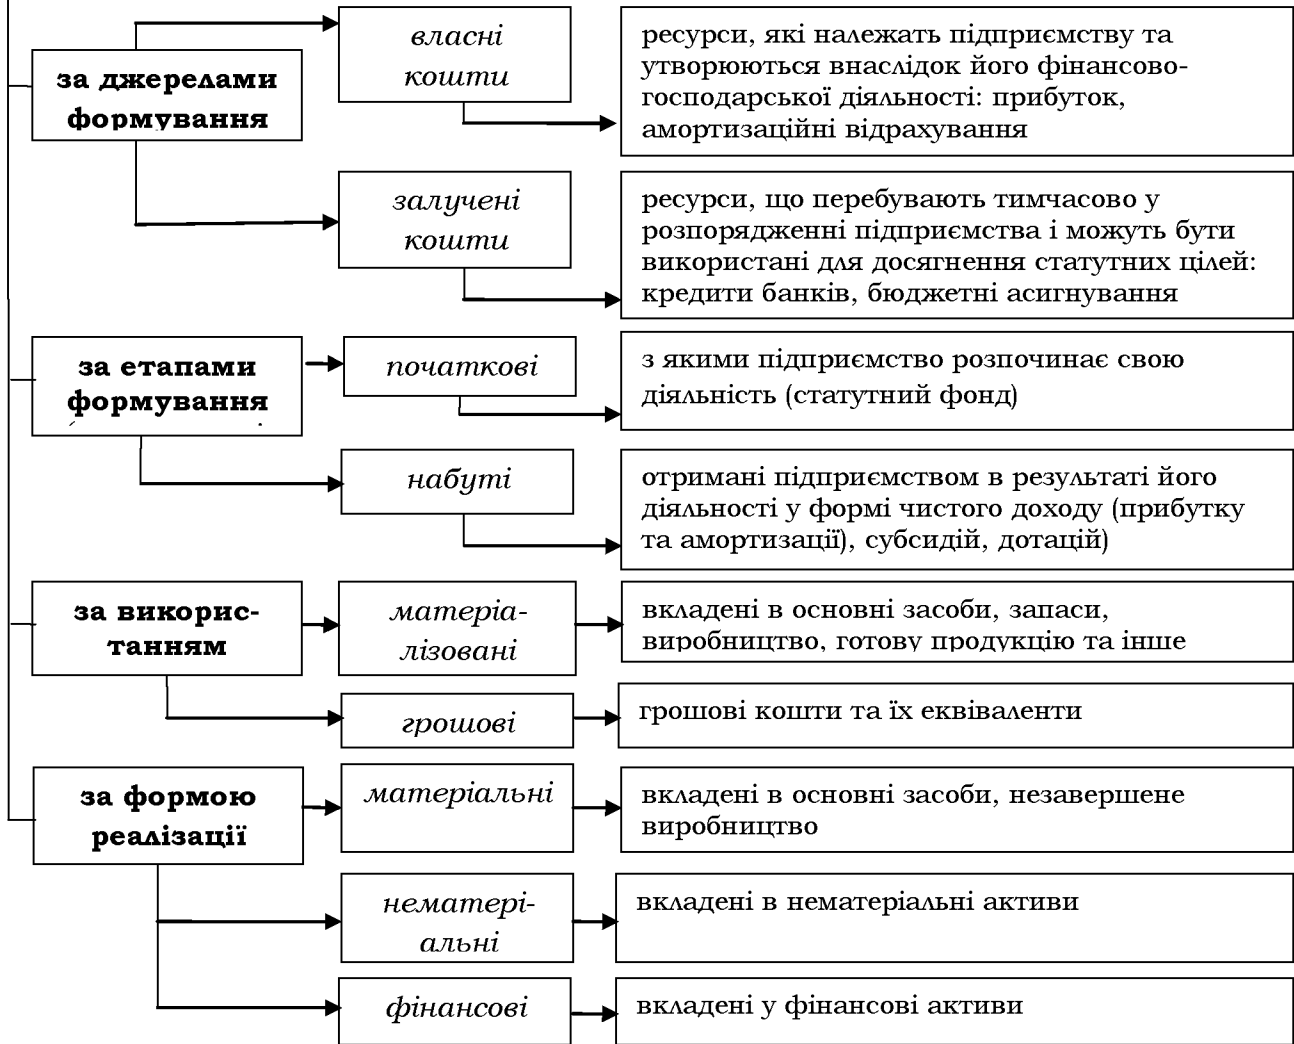 за джерелами
формування
власні
кошти
ресурси, які належать підприємству та
утворюються внаслідок його фінансово-
господарської діяльності: прибуток,
амортизаційні відрахування
залучені
кошти
ресурси, що перебувають тимчасово у
розпорядженні підприємства і можуть бути
використані для досягнення статутних цілей:
кредити банків, бюджетні асигнування
за етапами
формування
початкові
з якими підприємство розпочинає свою
діяльність (статутний фонд)
набуті
отримані підприємством в результаті його
діяльності у формі чистого доходу (прибутку
та амортизації), субсидій, дотацій)
за викорис-
танням
матеріа-
лізовані
вкладені в основні засоби, запаси,
виробництво, готову продукцію та інше
грошові
грошові кошти та їх еквіваленти
за формою
реалізації
матеріальні
вкладені в основні засоби, незавершене
виробництво
нематері-
альні
вкладені в нематеріальні активи
фінансові
вкладені у фінансові активи